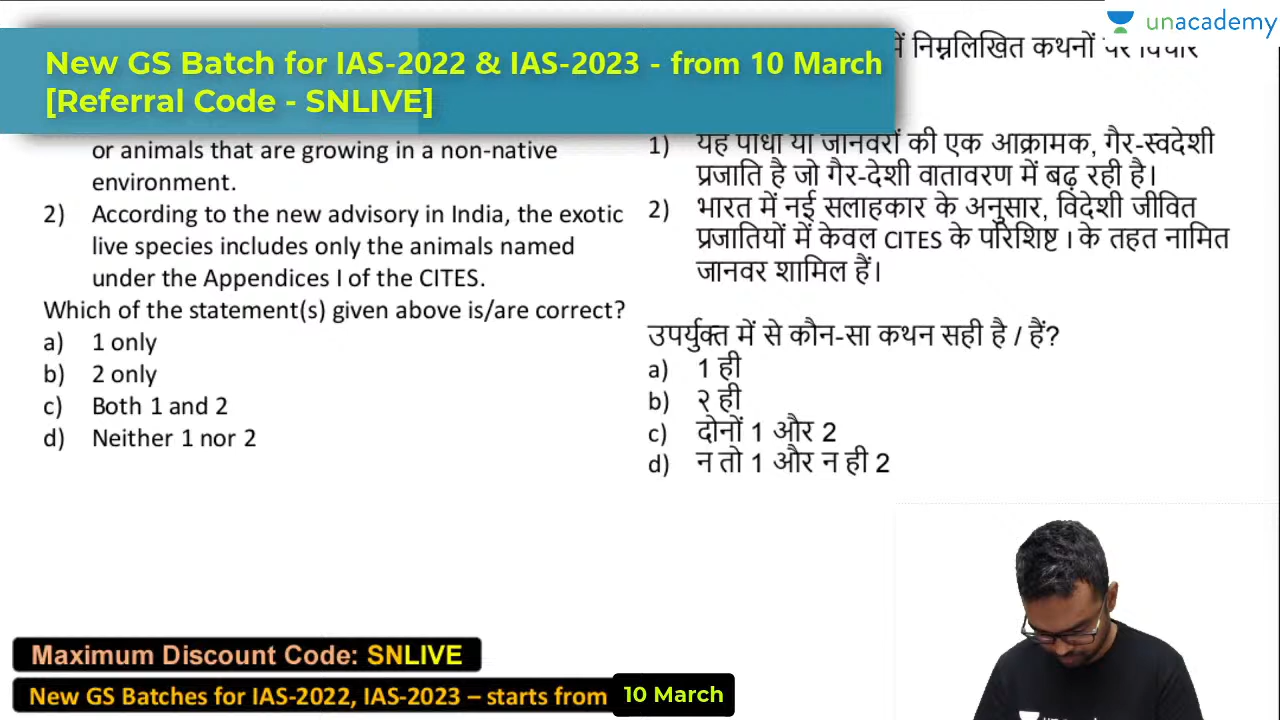 unacademy
New GS Batch for IAS-2022 & IAS-2023 - from 10 March
[Referral Code - SNLIVE]
or animals that are growing in a non-native
environment.
2) According to the new advisory in India, the exotic
live species includes only the animals named
under the Appendices I of the CITES.
Which of the statement(s) given above is/are correct?
a) 1 only
b) 2 only
c) Both 1 and 2
d) Neither 1 nor 2
में निम्नलिखित कथनों पर विचार
1) यह पौधों या जानवरों की एक आक्रामक, गैर-स्वदेशी
प्रजाति है जो गैर-देशी वातावरण में बढ़ रही है।
2) भारत में नई सलाहकार के अनुसार, विदेशी जीवित
प्रजातियों में केवल CITES के परिशिष्ट I के तहत नामित
जानवर शामिल हैं।
उपर्युक्त में से कौन-सा कथन सही है / हैं?
a) 1 ही
b) २ ही
c) दोनों 1 और 2
d) न तो 1 और न ही 2
Maximum Discount Code: SNLIVE
New GS Batches for IAS-2022, IAS-2023 – starts from 10 March